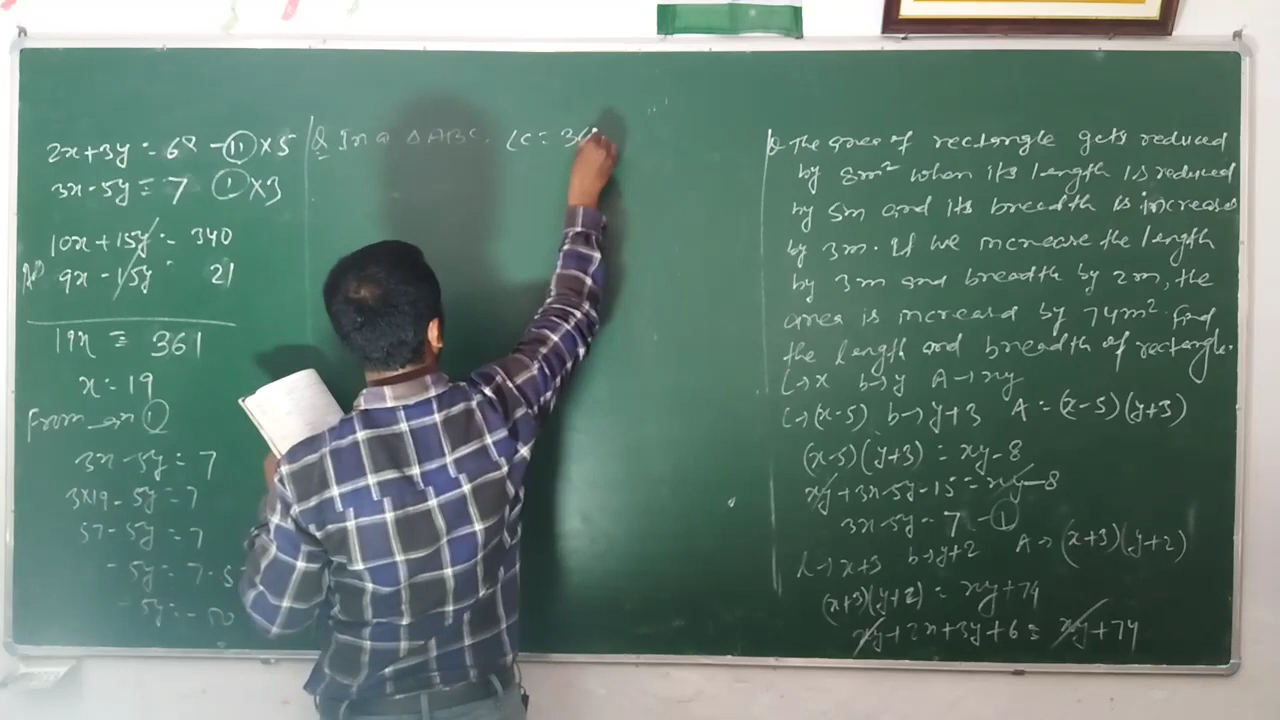 2x+3y = 68 - (11) × 5
3x-5y = 7 (1) × 3
10x + 15y = 340
9x - 15y = 21
19x = 361
x = 19
From (1)
3x - 5y = 7
3×19 - 5y = 7
57 - 5y = 7
- 5y = 7 - 5
- 5y = - 50
Q In a △ ABC. ∠C = 3
Q The area of rectangle gets reduced
by 8m² when its length is reduced
by 5m and its breadth is increased
by 3m. If we increase the length
by 3m and breadth by 2m, the
area is increased by 74m². Find
the length and breadth of rectangle.
L→x b→y A→xy
L→(x-5) b→y+3 A = (x-5)(y+3)
(x-5)(y+3) = xy-8
xy+3x-5y-15 = xy-8
3x-5y = 7 - (1)
L→x+3 b→y+2 A→(x+3)(y+2)
(x+3)(y+2) = xy+74
xy+2x+3y+6 = xy+74